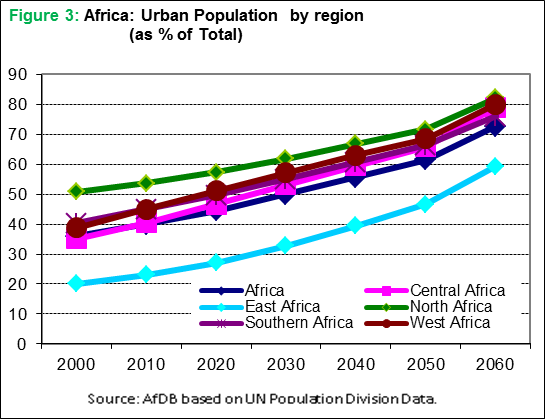 Figure 3: Africa: Urban Population by region
(as % of Total)
90
80
70
60
50
40
30
20
10
0
Africa
Central Africa
East Africa
North Africa
Southern Africa
West Africa
2000 2010 2020 2030 2040 2050 2060
Source: AfDB based on UN Population Division Data.